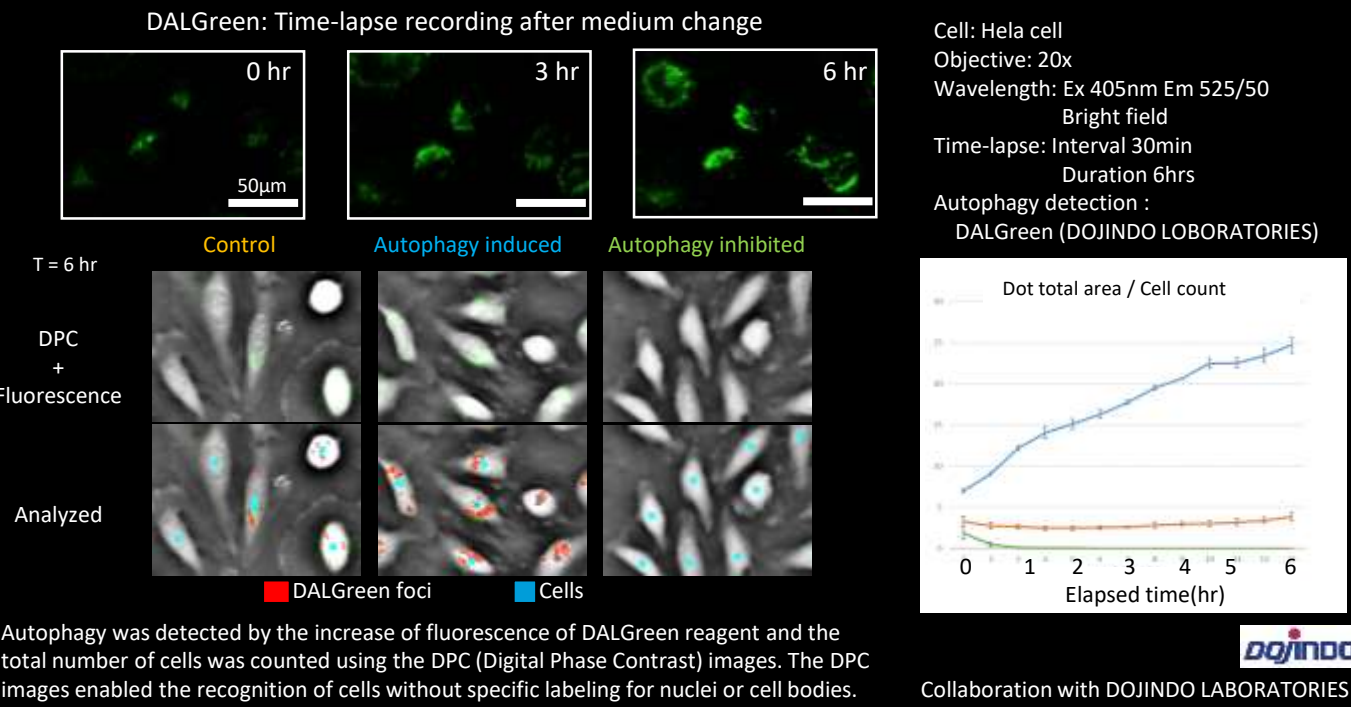 DALGreen: Time-lapse recording after medium change
0 hr
3 hr
6 hr
50μm
Cell: Hela cell
Objective: 20x
Wavelength: Ex 405nm Em 525/50
Bright field
Time-lapse: Interval 30min
Duration 6hrs
Autophagy detection :
DALGreen (DOJINDO LOBORATORIES)
Control
Autophagy induced
Autophagy inhibited
T = 6 hr
DPC
+
Fluorescence
Analyzed
DALGreen foci
Cells
Dot total area / Cell count
0 1 2 3 4 5 6
Elapsed time(hr)
Autophagy was detected by the increase of fluorescence of DALGreen reagent and the
total number of cells was counted using the DPC (Digital Phase Contrast) images. The DPC
images enabled the recognition of cells without specific labeling for nuclei or cell bodies.
DOJINDO
Collaboration with DOJINDO LABORATORIES